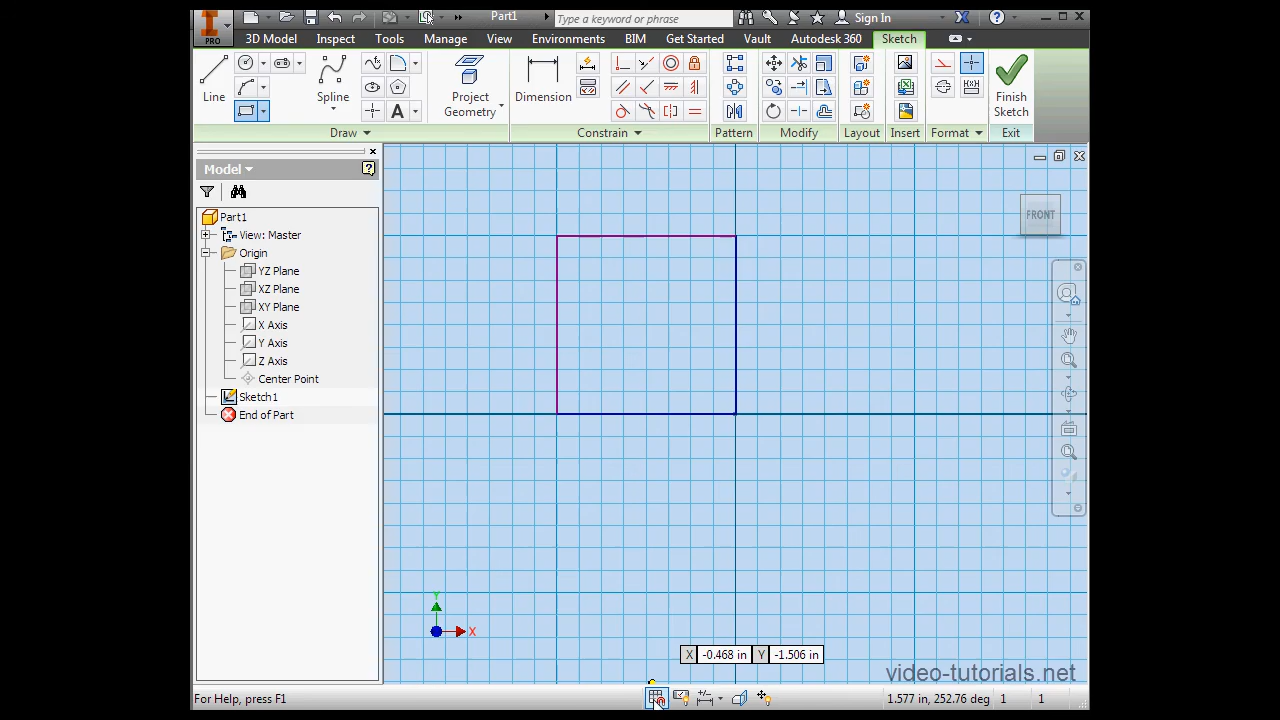 PRO
Part1
Type a keyword or phrase
Sign In
3D Model Inspect Tools Manage View Environments BIM Get Started Vault Autodesk 360 Sketch
Line
Spline
Project
Geometry
Dimension
Finish
Sketch
Draw Constrain Pattern Modify Layout Insert Format Exit
Model
Part1
View: Master
Origin
YZ Plane
XZ Plane
XY Plane
X Axis
Y Axis
Z Axis
Center Point
Sketch1
End of Part
FRONT
Y
X
X -0.468 in Y -1.506 in
video-tutorials.net
For Help, press F1
1.577 in, 252.76 deg 1 1